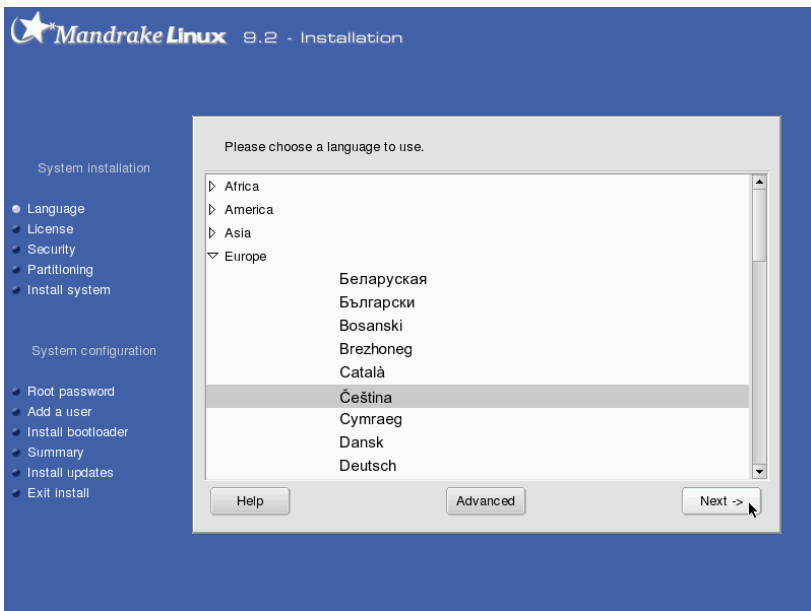 Mandrake Linux 9.2 - Installation
System installation
Language
License
Security
Partitioning
Install system
System configuration
Root password
Add a user
Install bootloader
Summary
Install updates
Exit install
Please choose a language to use.
Africa
America
Asia
Europe
Беларуская
Български
Bosanski
Brezhoneg
Català
Čeština
Cymraeg
Dansk
Deutsch
Help
Advanced
Next ->